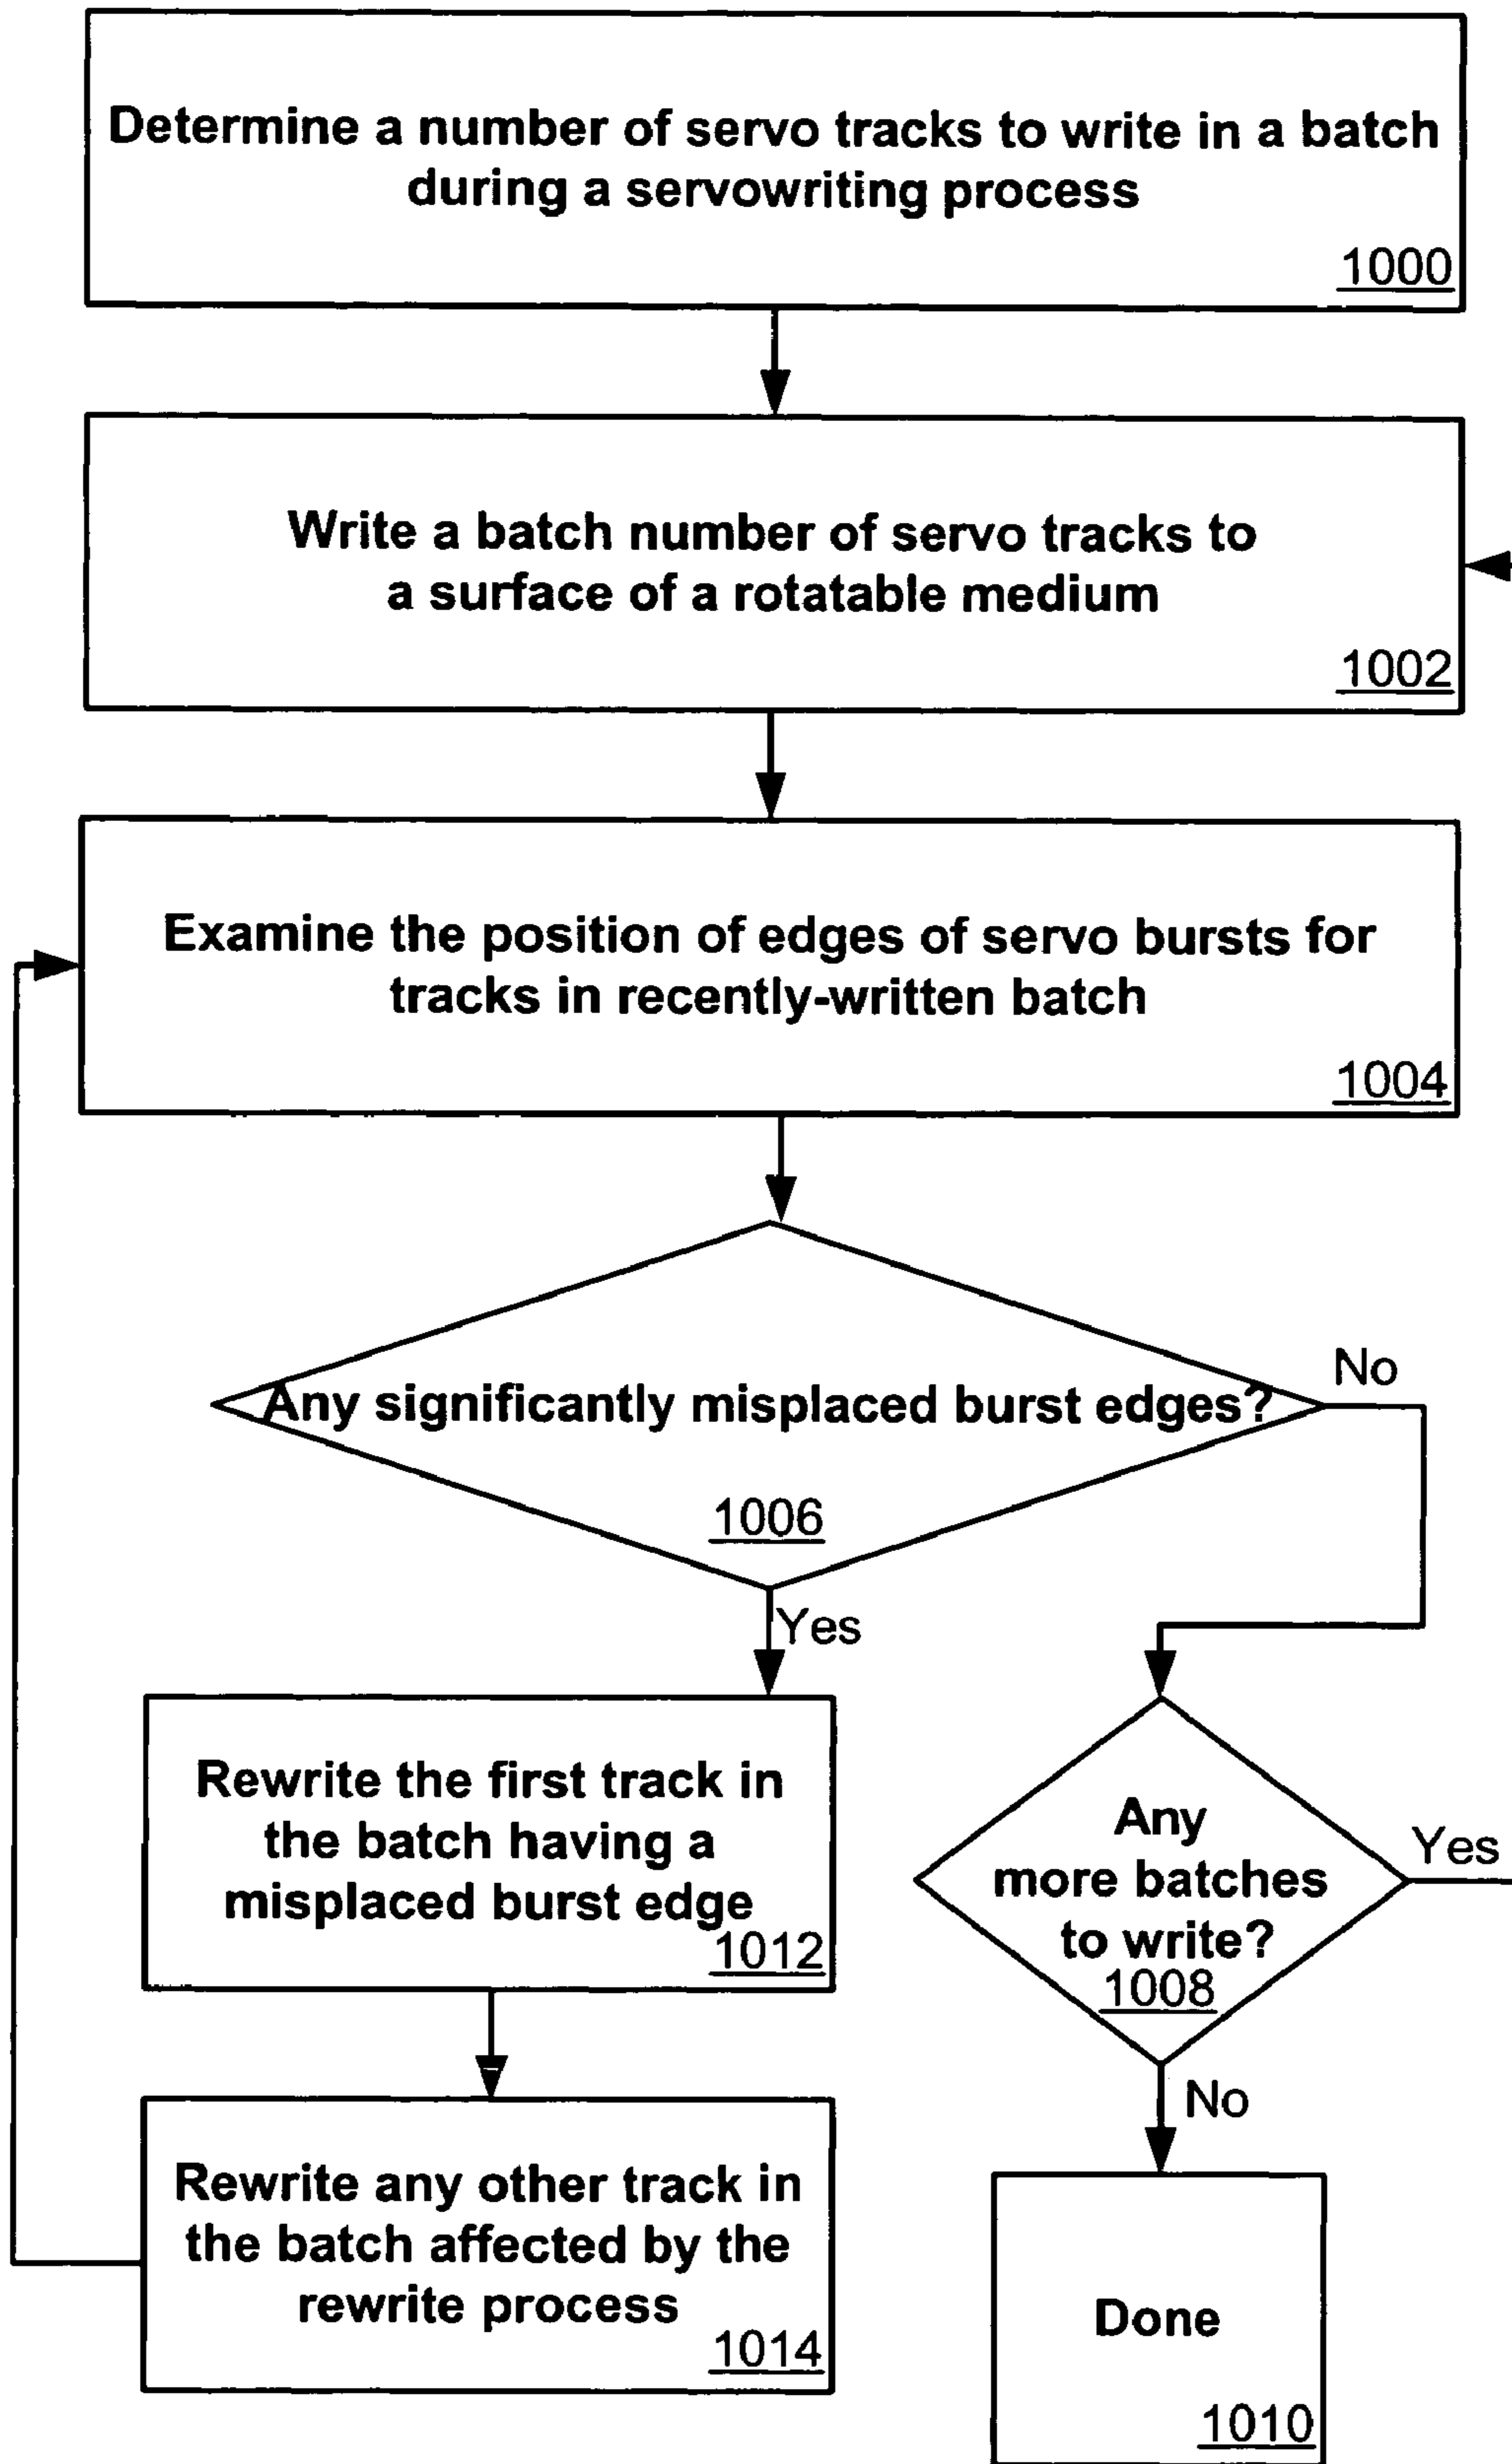 Determine a number of servo tracks to write in a batch
during a servowriting process
1000
Write a batch number of servo tracks to
a surface of a rotatable medium
1002
Examine the position of edges of servo bursts for
tracks in recently-written batch
1004
Any significantly misplaced burst edges?
No
1006
Yes
Rewrite the first track in
the batch having a
misplaced burst edge
1012
Any
more batches
to write?
Yes
1008
No
Rewrite any other track in
the batch affected by the
rewrite process
1014
Done
1010